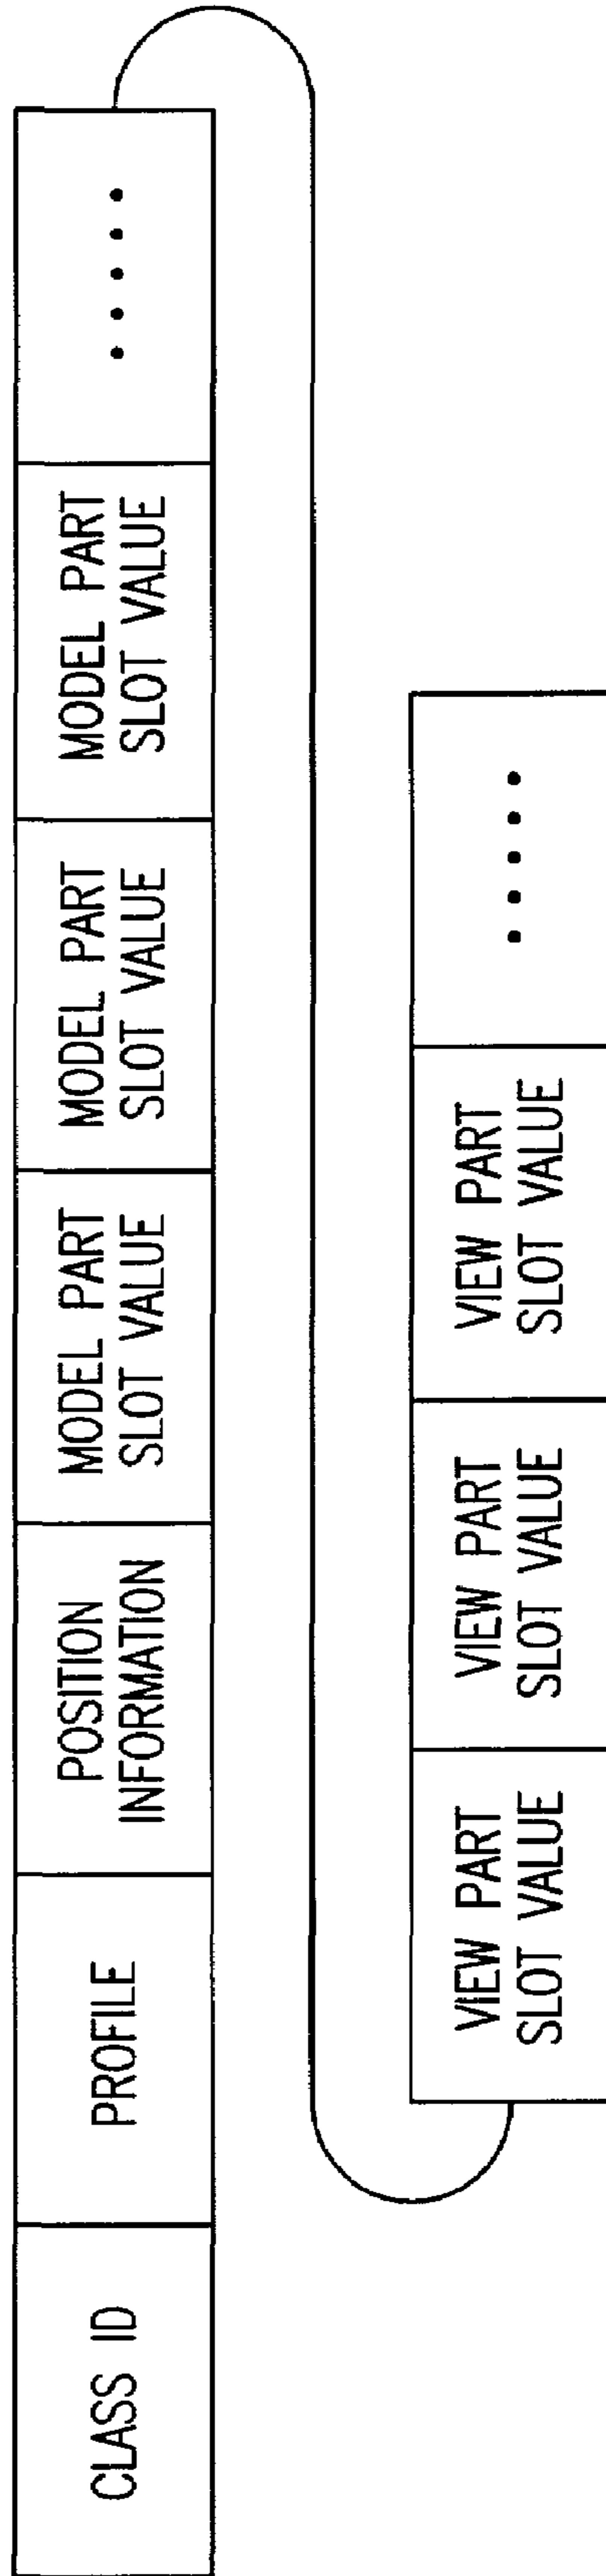 CLASS ID
PROFILE
POSITION
INFORMATION
MODEL PART
SLOT VALUE
MODEL PART
SLOT VALUE
MODEL PART
SLOT VALUE
.....
VIEW PART
SLOT VALUE
VIEW PART
SLOT VALUE
VIEW PART
SLOT VALUE
.....